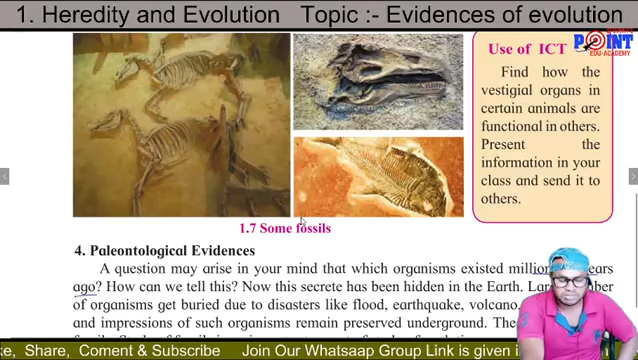 1. Heredity and Evolution Topic :- Evidences of evolution
POINT
EDU-ACADEMY
Use of ICT
Find how the
vestigial organs in
certain animals are
functional in others.
Present the
information in your
class and send it to
others.
1.7 Some fossils
4. Paleontological Evidences
A question may arise in your mind that which organisms existed million years
ago? How can we tell this? Now this secrete has been hidden in the Earth.
of organisms get buried due to disasters like flood, earthquake, volcano
and impressions of such organisms remain preserved underground.
Share, Coment & Subscribe Join Our Whatsaap Group Link is given